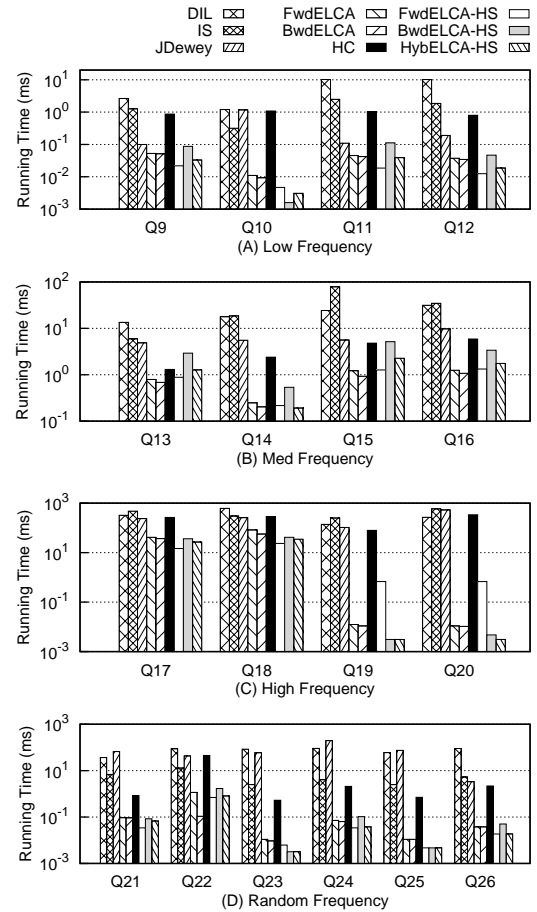 DIL FwdELCA FwdELCA-HS
IS BwdELCA BwdELCA-HS
JDewey HC HybELCA-HS
Running Time (ms)
10^1
10^0
10^-1
10^-2
10^-3
Q9 Q10 Q11 Q12
(A) Low Frequency
Running Time (ms)
10^2
10^1
10^0
10^-1
Q13 Q14 Q15 Q16
(B) Med Frequency
Running Time (ms)
10^3
10^1
10^-1
10^-3
Q17 Q18 Q19 Q20
(C) High Frequency
Running Time (ms)
10^3
10^1
10^-1
10^-3
Q21 Q22 Q23 Q24 Q25 Q26
(D) Random Frequency